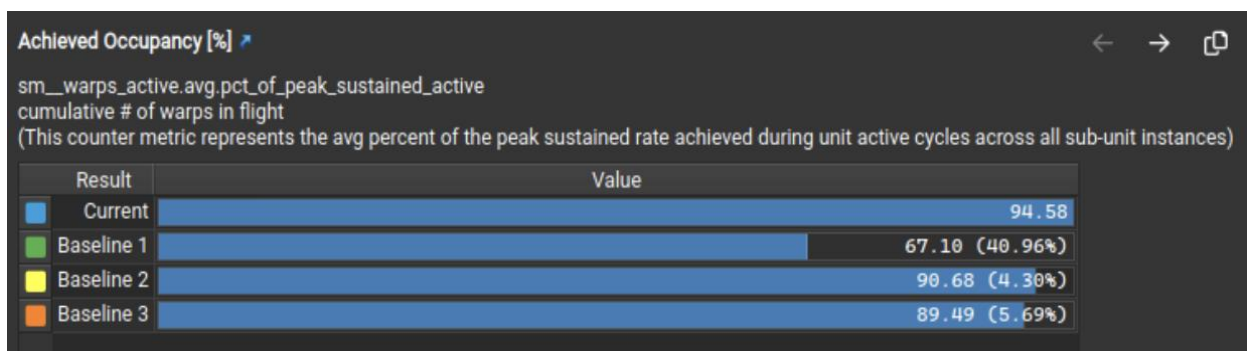 Achieved Occupancy [%]
sm__warps_active.avg.pct_of_peak_sustained_active
cumulative # of warps in flight
(This counter metric represents the avg percent of the peak sustained rate achieved during unit active cycles across all sub-unit instances)
Result Value
Current 94.58
Baseline 1 67.10 (40.96%)
Baseline 2 90.68 (4.30%)
Baseline 3 89.49 (5.69%)